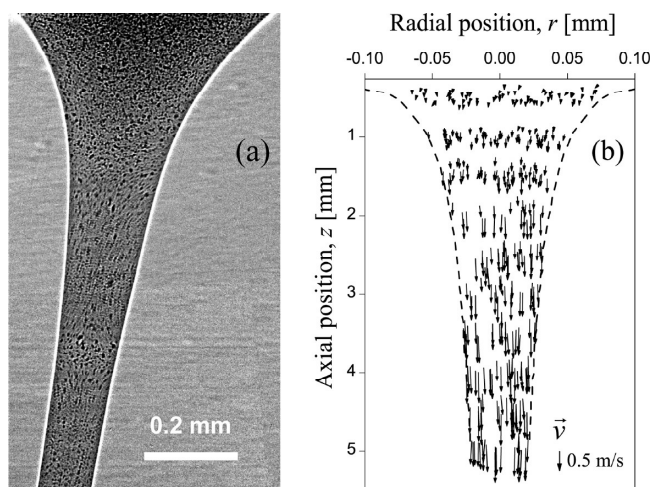 (a)
0.2 mm
Radial position, r [mm]
-0.10 -0.05 0.00 0.05 0.10
Axial position, z [mm]
1
2
3
4
5
(b)
v⃗
0.5 m/s